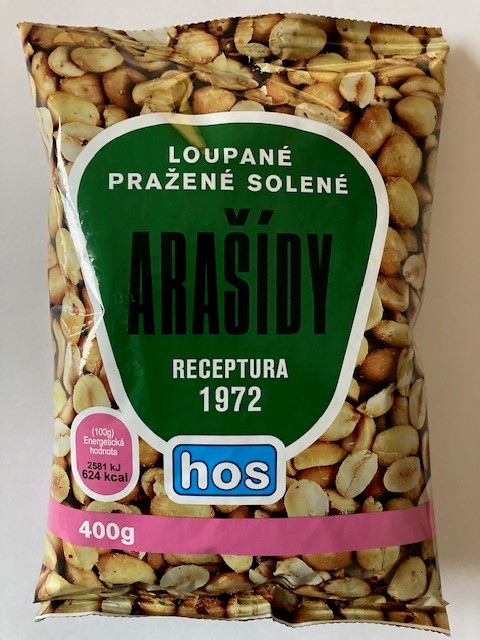 LOUPANÉ
PRAŽENÉ SOLENÉ
ARAŠÍDY
RECEPTURA
1972
hos
(100g)
Energetická
hodnota
2581 kJ
624 kcal
400g